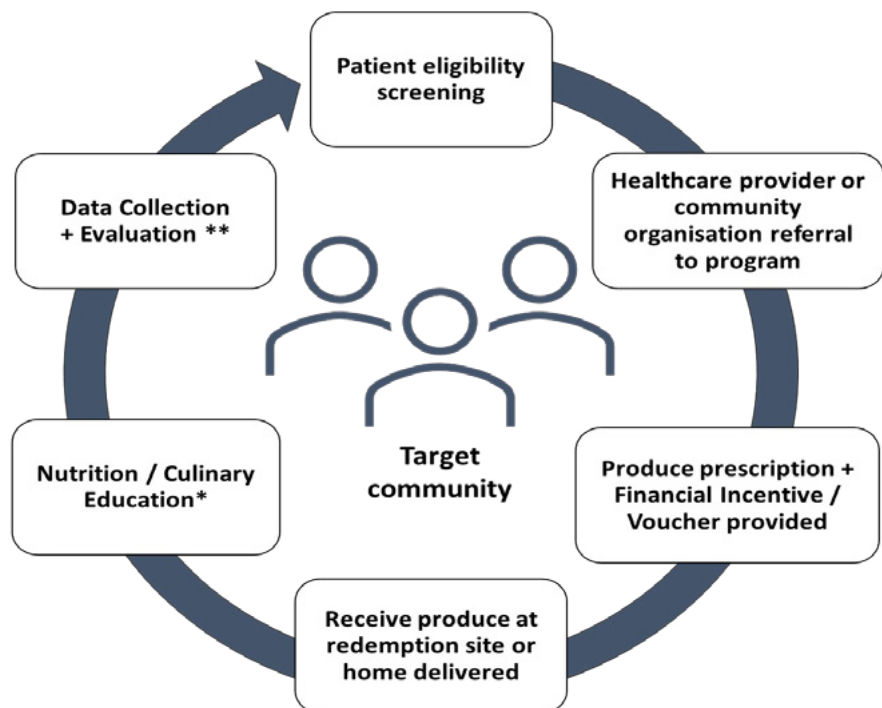 Patient eligibility
screening
Healthcare provider or
community
organisation referral
to program
Produce prescription +
Financial Incentive /
Voucher provided
Receive produce at
redemption site or
home delivered
Nutrition / Culinary
Education*
Data Collection
+ Evaluation **
Target
community